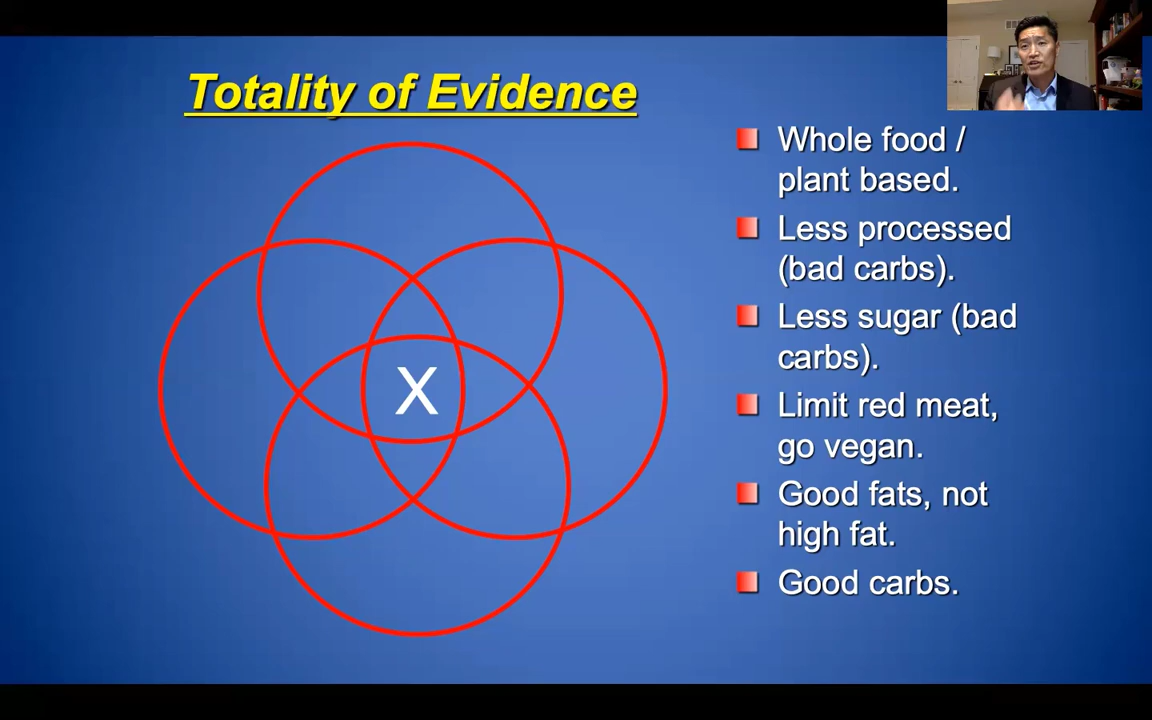 Totality of Evidence
X
Whole food /
plant based.
Less processed
(bad carbs).
Less sugar (bad
carbs).
Limit red meat,
go vegan.
Good fats, not
high fat.
Good carbs.